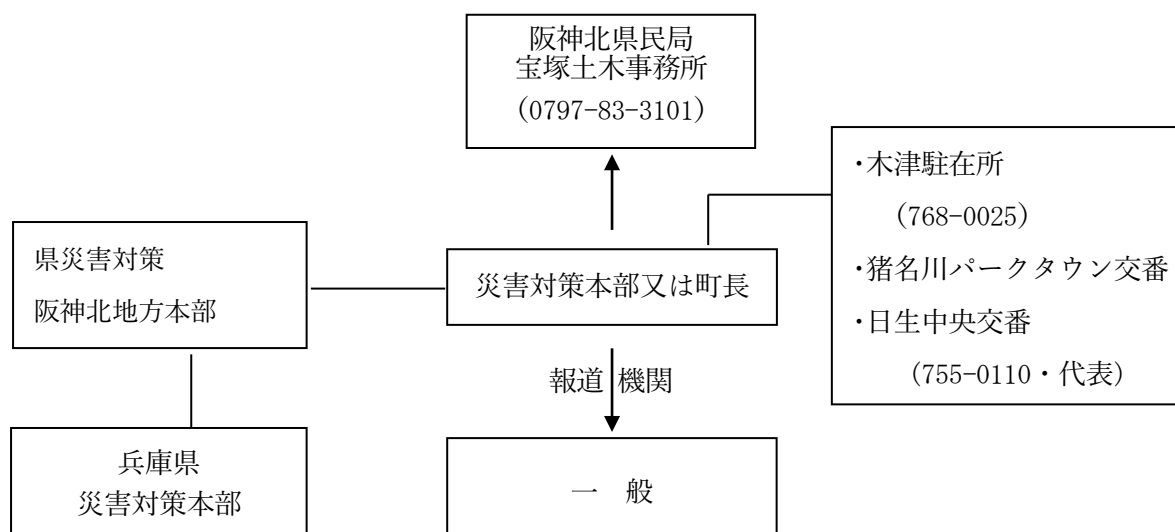 阪神北県民局
宝塚土木事務所
(0797-83-3101)
・木津駐在所
(768-0025)
・猪名川パークタウン交番
・日生中央交番
(755-0110・代表)
県災害対策
阪神北地方本部
災害対策本部又は町長
報道 機関
兵庫県
災害対策本部
一 般